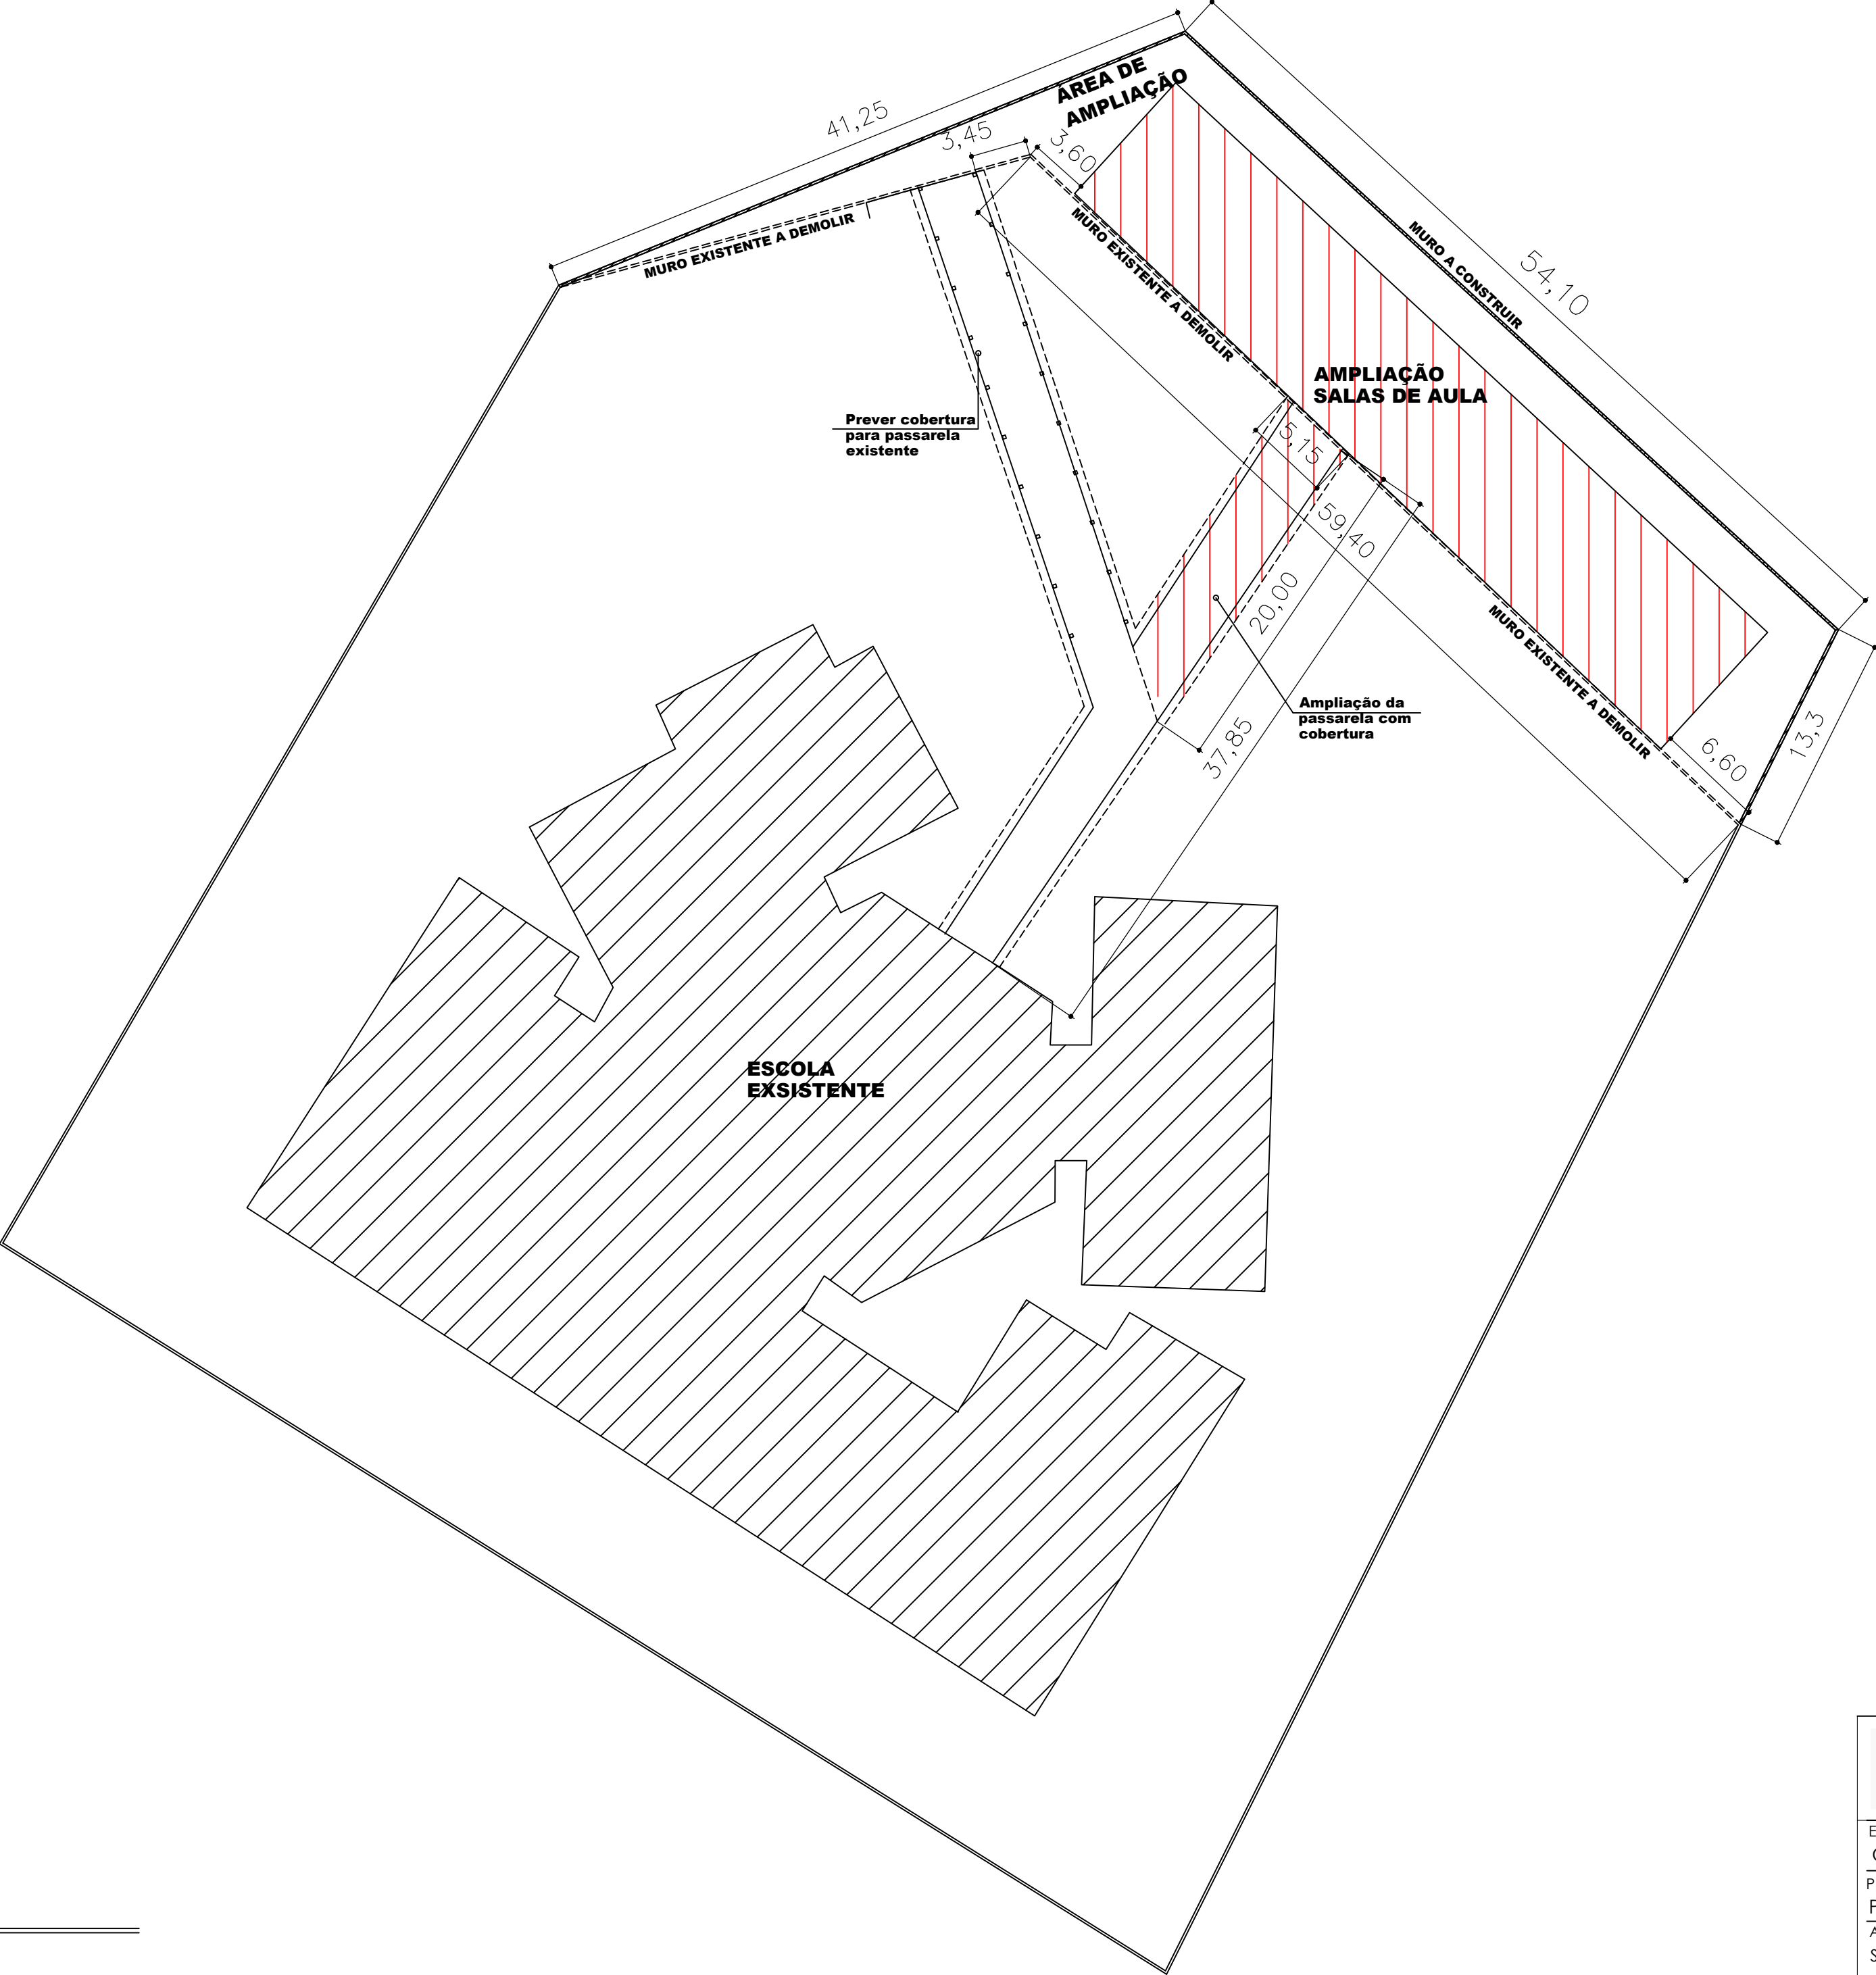 ÁREA DE
AMPLIAÇÃO
41,25
3,45
3,60
54,10
MURO EXISTENTE A DEMOLIR
MURO EXISTENTE A DEMOLIR
MURO A CONSTRUIR
AMPLIAÇÃO
SALAS DE AULA
Prever cobertura
para passarela
existente
5,15
59,40
20,00
37,85
MURO EXISTENTE A DEMOLIR
Ampliação da
passarela com
cobertura
6,60
13,3
ESCOLA
EXSISTENTE